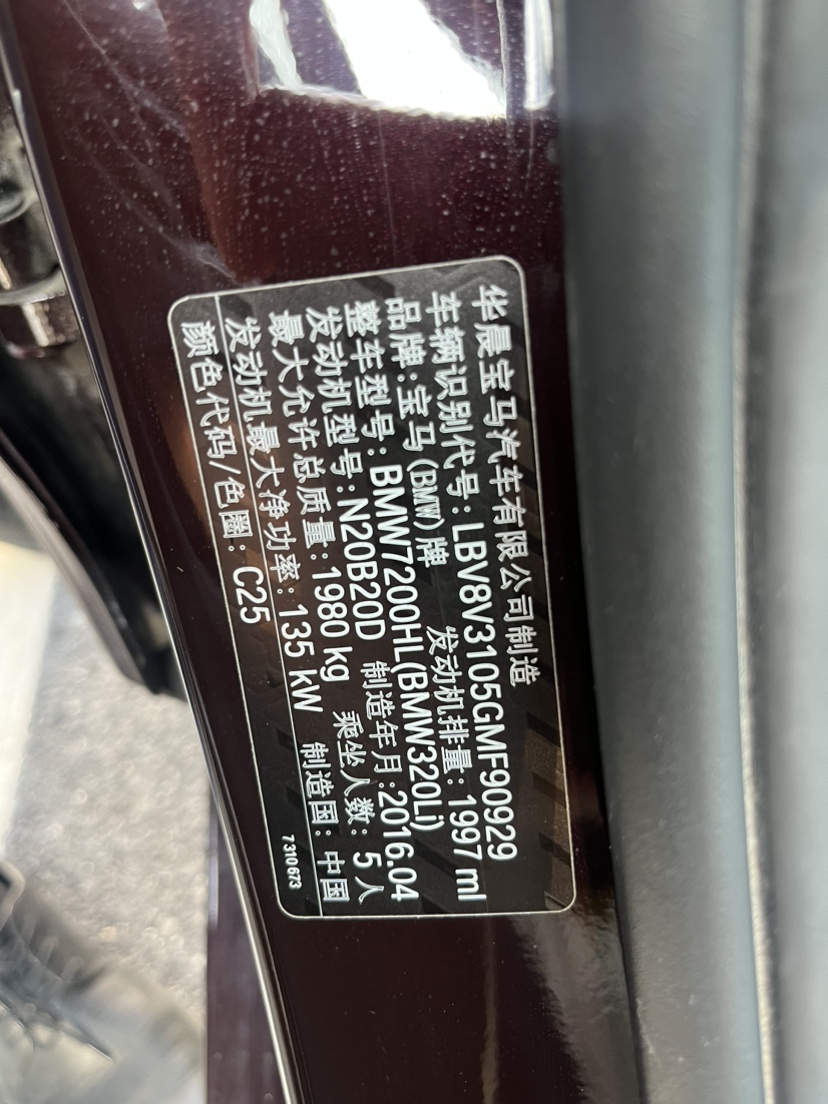 华晨宝马汽车有限公司制造
车辆识别代号:LBV8V3105GMF90929
品牌:宝马(BMW)牌 发动机排量:1997 ml
整车型号:BMW7200HL(BMW320Li)
发动机型号:N20B20D 制造年月:2016.04
最大允许总质量:1980 kg 乘坐人数:5人
发动机最大净功率:135 kW 制造国:中国
颜色代码/色圈:C25
7 310 673